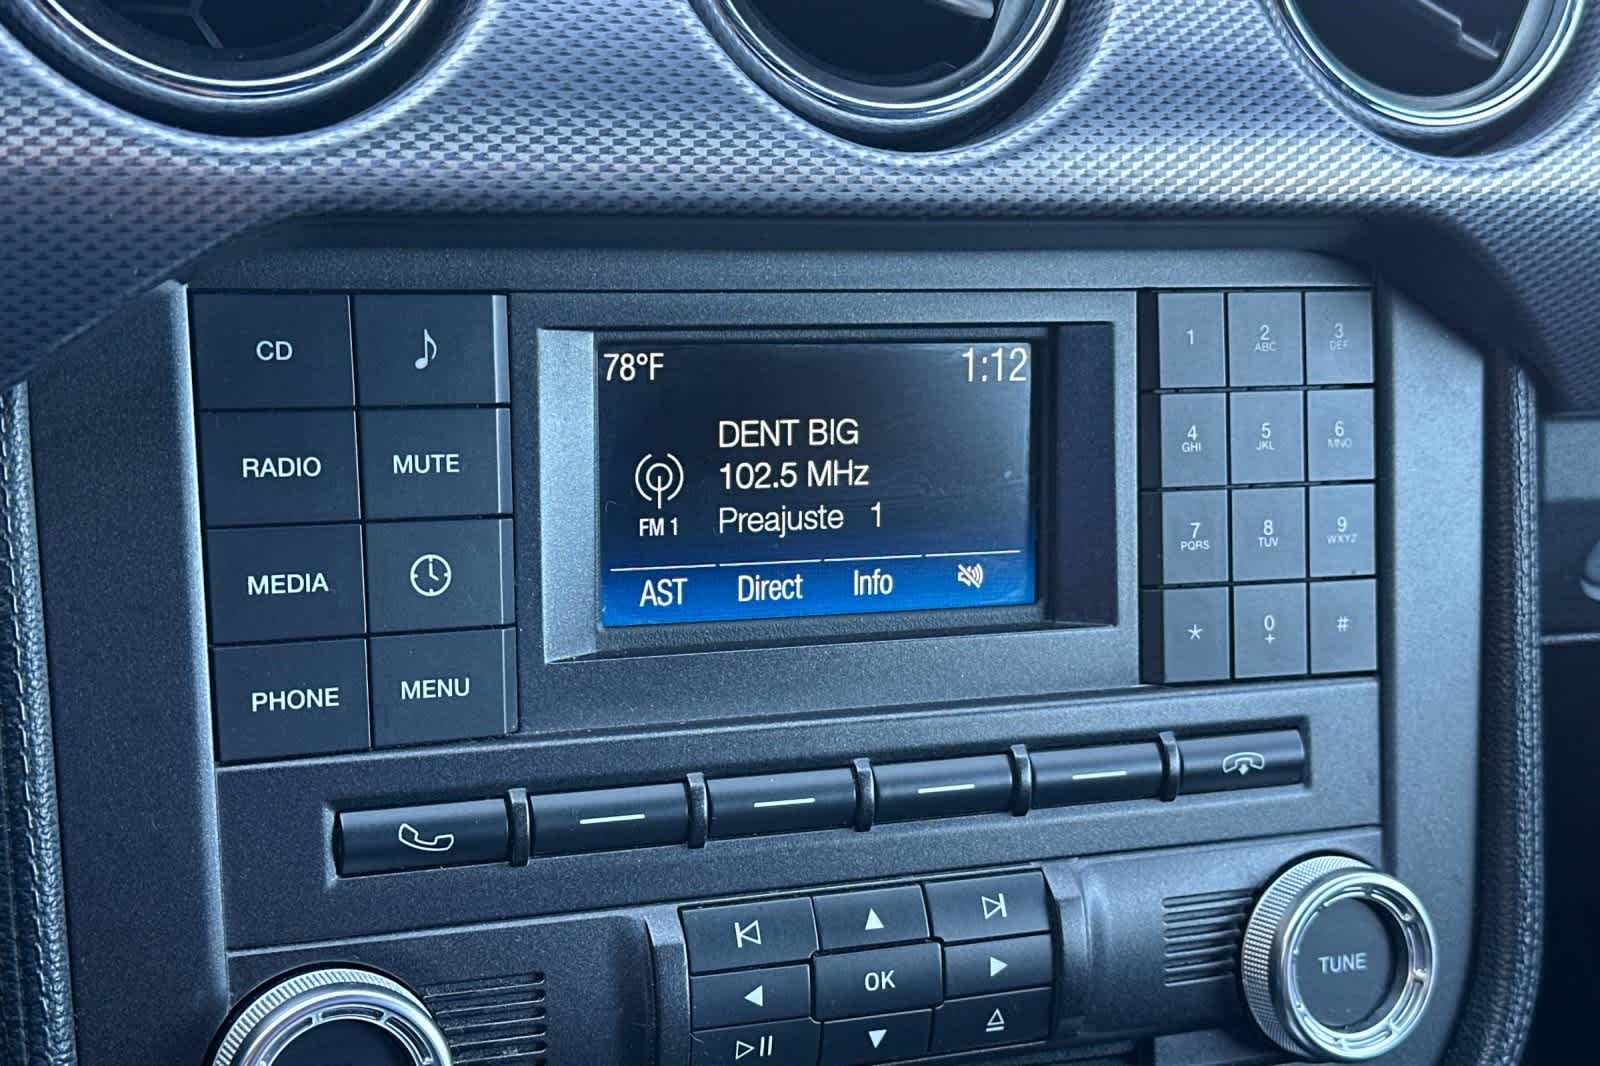 78°F 1:12
DENT BIG
102.5 MHz
FM 1 Preajuste 1
AST Direct Info
CD
RADIO MUTE
MEDIA
PHONE MENU
1 2 ABC 3 DEF
4 GHI 5 JKL 6 MNO
7 PQRS 8 TUV 9 WXYZ
* 0 + #
OK
TUNE